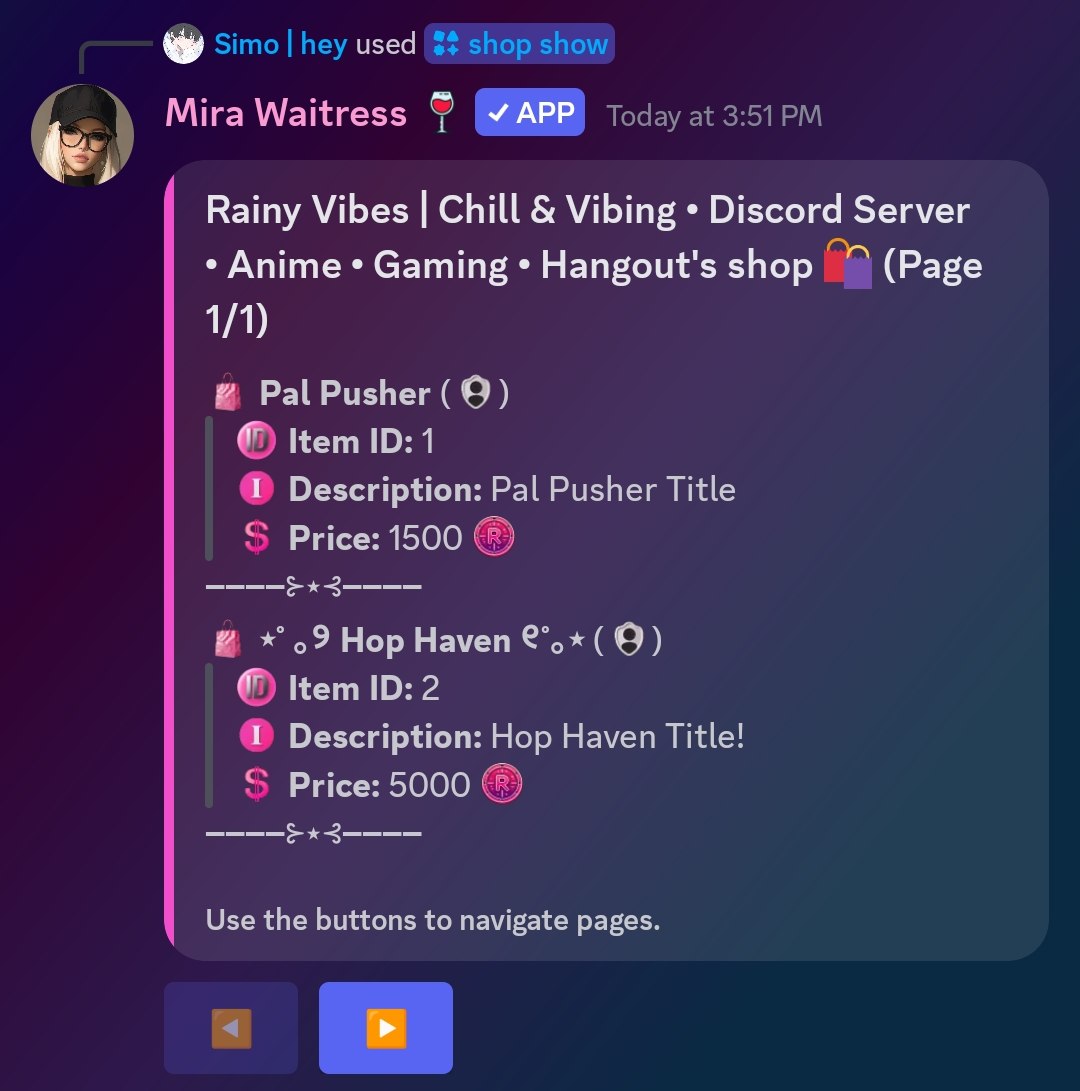 Simo | hey used shop show
Mira Waitress 🍷 ✓ APP Today at 3:51 PM
Rainy Vibes | Chill & Vibing • Discord Server
• Anime • Gaming • Hangout's shop 🛍️ (Page
1/1)
Pal Pusher ( )
ID Item ID: 1
I Description: Pal Pusher Title
$ Price: 1500 R
––––⊱⋆⊰––––
⋆˚｡୨ Hop Haven ୧˚｡⋆ ( )
ID Item ID: 2
I Description: Hop Haven Title!
$ Price: 5000 R
––––⊱⋆⊰––––
Use the buttons to navigate pages.